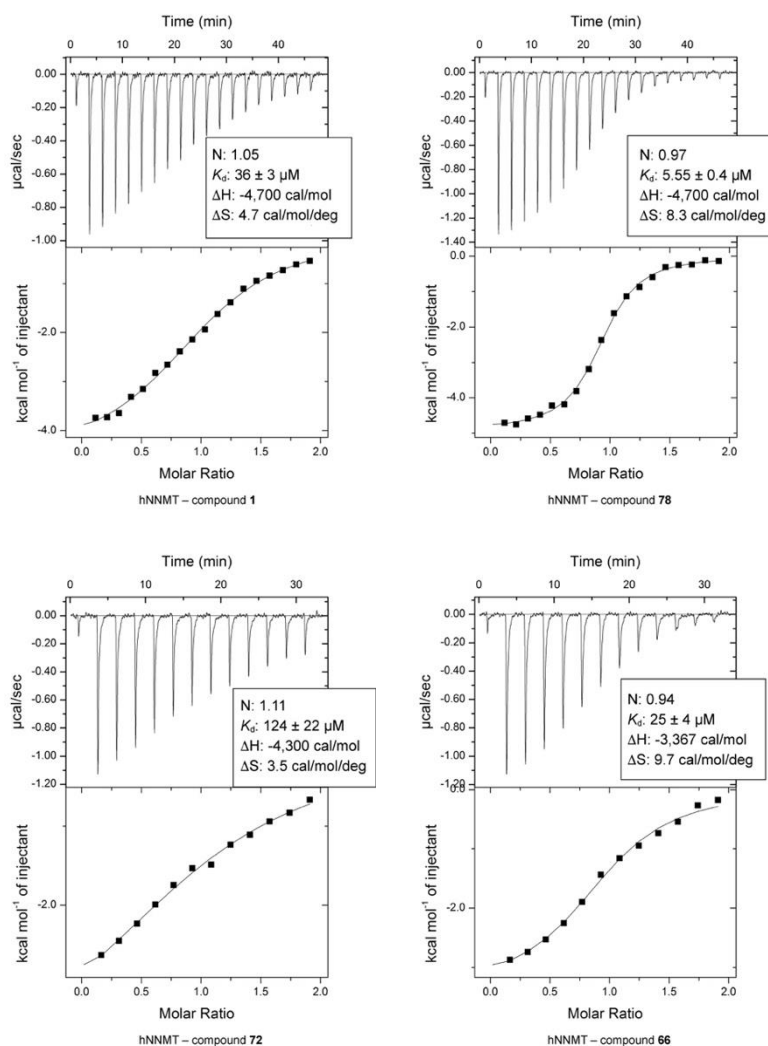 Time (min)
0 10 20 30 40
0.00
-0.20
-0.40
-0.60
-0.80
-1.00
µcal/sec
N: 1.05
Kd: 36 ± 3 µM
ΔH: -4,700 cal/mol
ΔS: 4.7 cal/mol/deg
-2.0
-4.0
kcal mol⁻¹ of injectant
0.0 0.5 1.0 1.5 2.0
Molar Ratio
hNNMT – compound 1
Time (min)
0 10 20 30 40
0.00
-0.20
-0.40
-0.60
-0.80
-1.00
-1.20
-1.40
µcal/sec
N: 0.97
Kd: 5.55 ± 0.4 µM
ΔH: -4,700 cal/mol
ΔS: 8.3 cal/mol/deg
0.0
-2.0
-4.0
kcal mol⁻¹ of injectant
0.0 0.5 1.0 1.5 2.0
Molar Ratio
hNNMT – compound 78
Time (min)
0 10 20 30
0.00
-0.20
-0.40
-0.60
-0.80
-1.00
-1.20
µcal/sec
N: 1.11
Kd: 124 ± 22 µM
ΔH: -4,300 cal/mol
ΔS: 3.5 cal/mol/deg
-2.0
kcal mol⁻¹ of injectant
0.0 0.5 1.0 1.5 2.0
Molar Ratio
hNNMT – compound 72
Time (min)
0 10 20 30
0.00
-0.20
-0.40
-0.60
-0.80
-1.00
-1.20
µcal/sec
N: 0.94
Kd: 25 ± 4 µM
ΔH: -3,367 cal/mol
ΔS: 9.7 cal/mol/deg
0.0
-2.0
kcal mol⁻¹ of injectant
0.0 0.5 1.0 1.5 2.0
Molar Ratio
hNNMT – compound 66